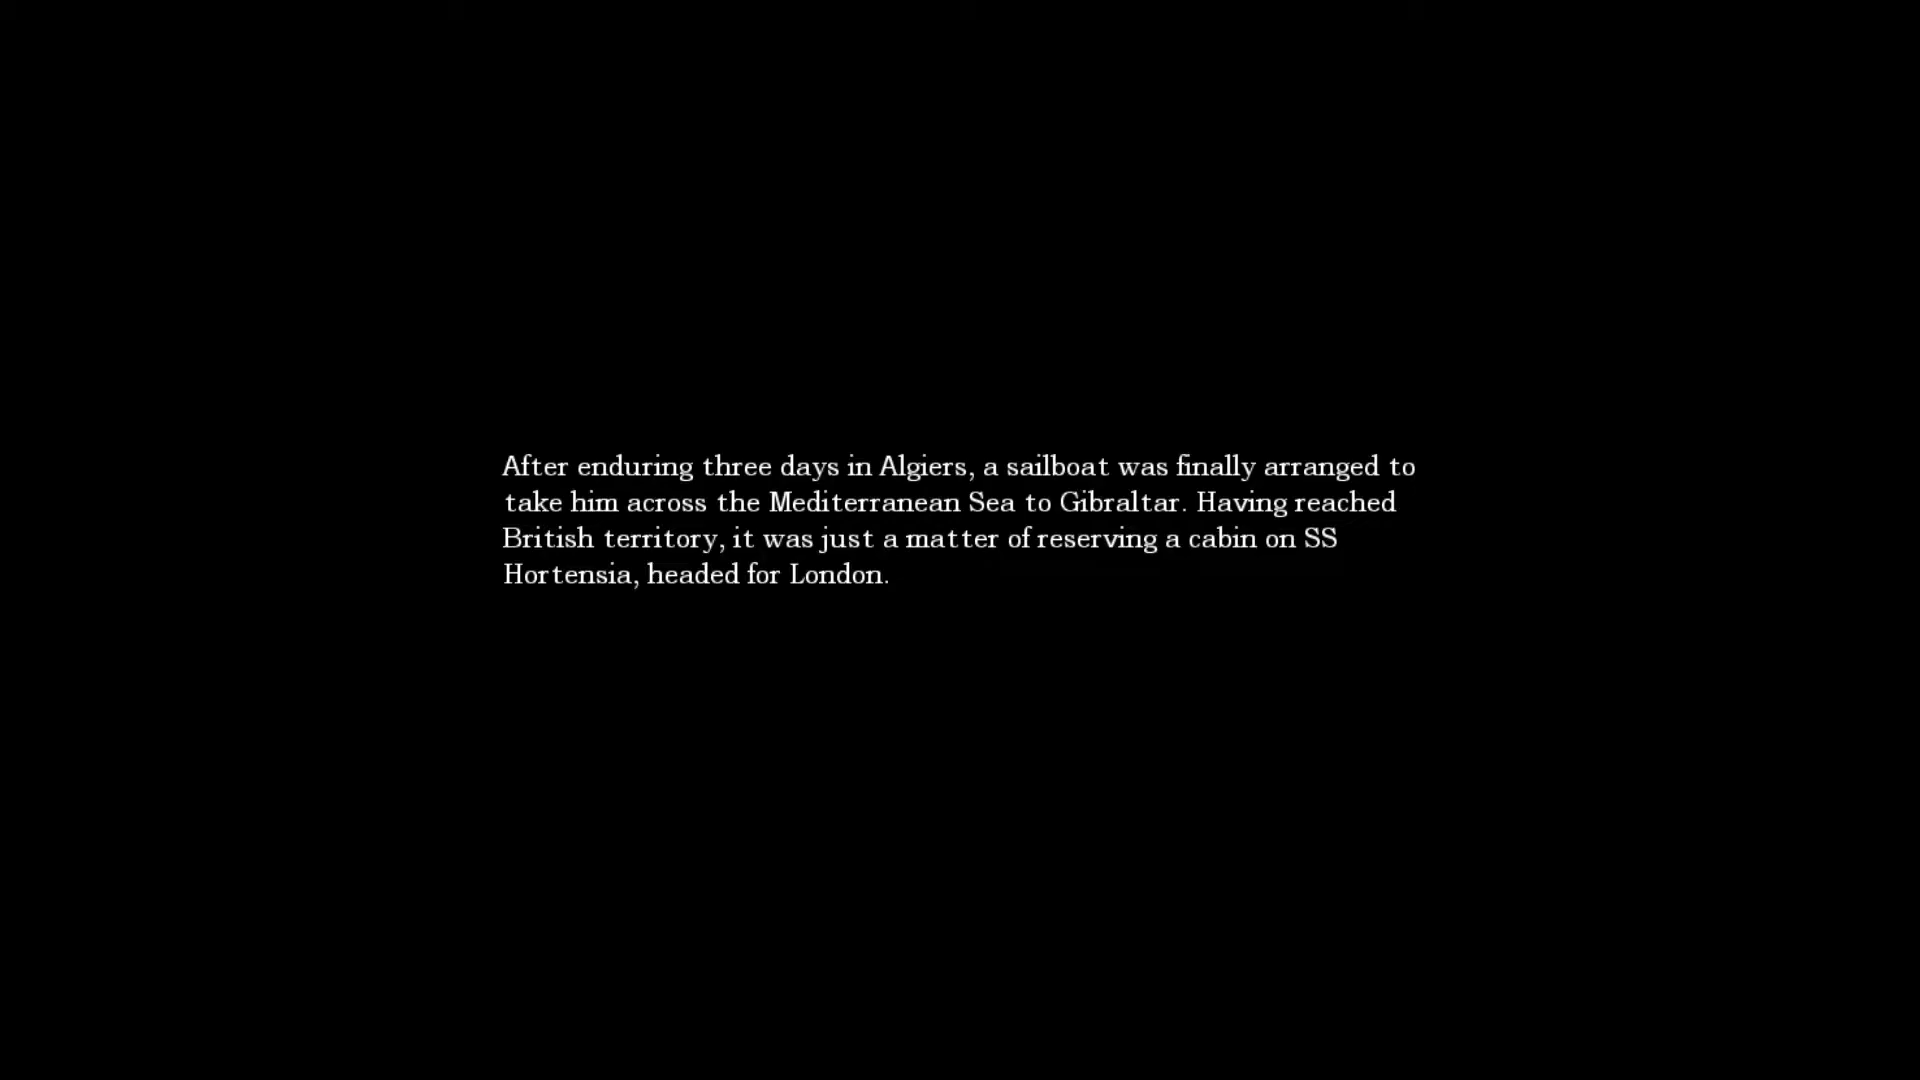 After enduring three days in Algiers, a sailboat was finally arranged to
take him across the Mediterranean Sea to Gibraltar. Having reached
British territory, it was just a matter of reserving a cabin on SS
Hortensia, headed for London.